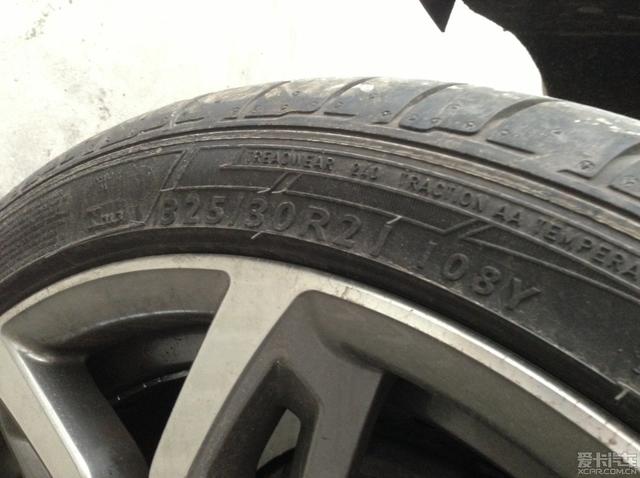 TREADWEAR 240 TRACTION AA TEMPERA
325/30R21 108Y
爱卡汽车
XCAR.COM.CN